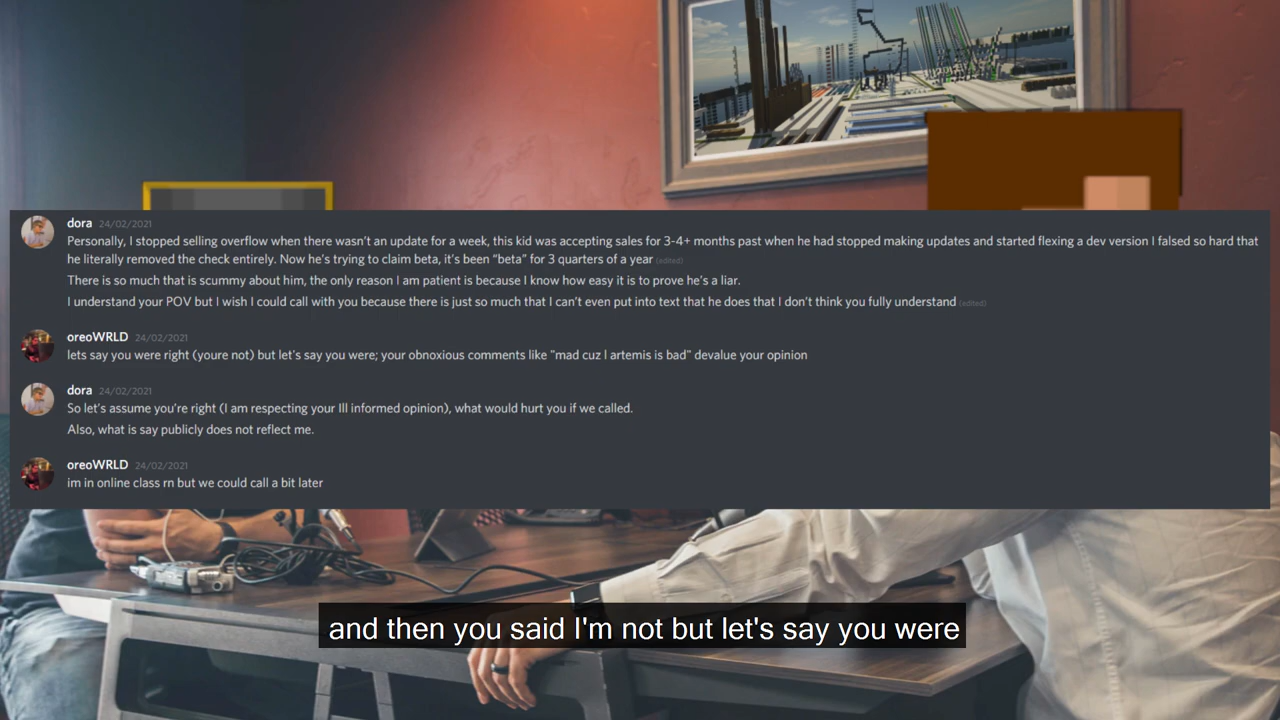 dora 24/02/2021
Personally, I stopped selling overflow when there wasn't an update for a week, this kid was accepting sales for 3-4+ months past when he had stopped making updates and started flexing a dev version I falsed so hard that
he literally removed the check entirely. Now he's trying to claim beta, it's been "beta" for 3 quarters of a year (edited)
There is so much that is scummy about him, the only reason I am patient is because I know how easy it is to prove he's a liar.
I understand your POV but I wish I could call with you because there is just so much that I can't even put into text that he does that I don't think you fully understand (edited)
oreoWRLD 24/02/2021
lets say you were right (youre not) but let's say you were; your obnoxious comments like "mad cuz l artemis is bad" devalue your opinion
dora 24/02/2021
So let's assume you're right (I am respecting your Ill informed opinion), what would hurt you if we called.
Also, what is say publicly does not reflect me.
oreoWRLD 24/02/2021
im in online class rn but we could call a bit later
and then you said I'm not but let's say you were